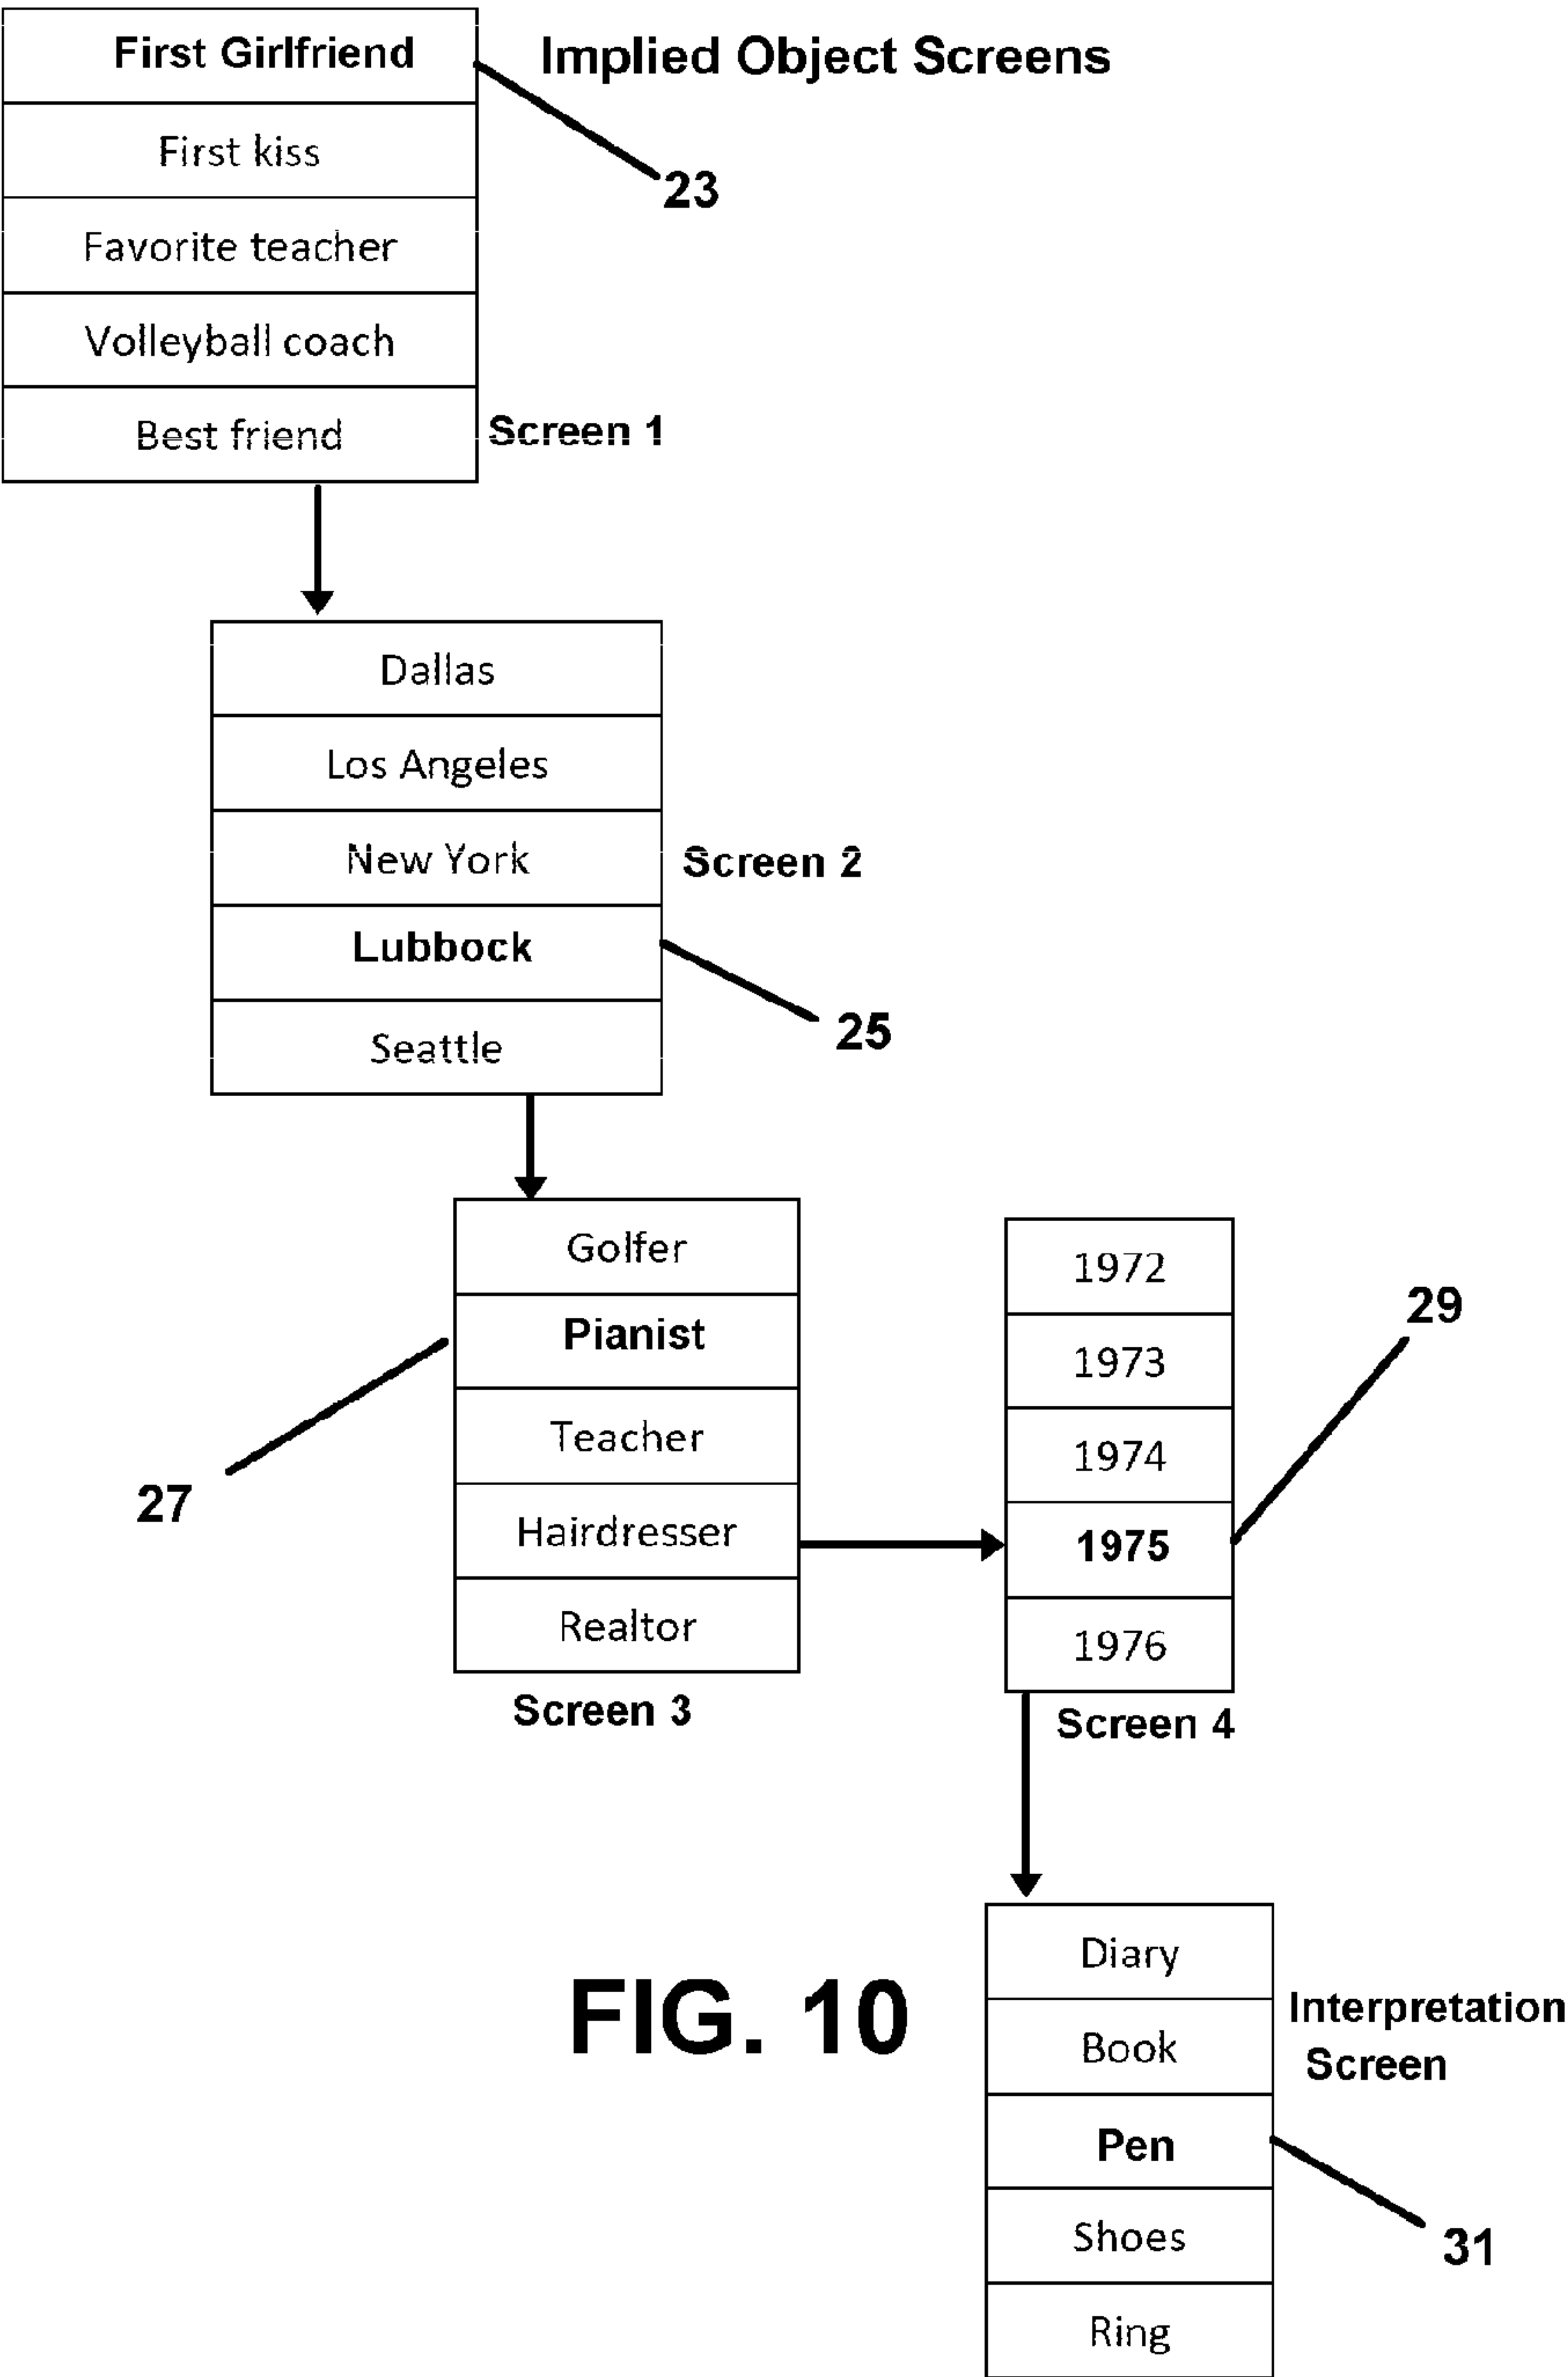 First Girlfriend
Implied Object Screens
First kiss
23
Favorite teacher
Volleyball coach
Best friend
Screen 1
Dallas
Los Angeles
New York
Screen 2
Lubbock
25
Seattle
Golfer
Pianist
Teacher
27
Hairdresser
Realtor
Screen 3
1972
29
1973
1974
1975
1976
Screen 4
Diary
Interpretation
Screen
Book
FIG. 10
Pen
Shoes
31
Ring